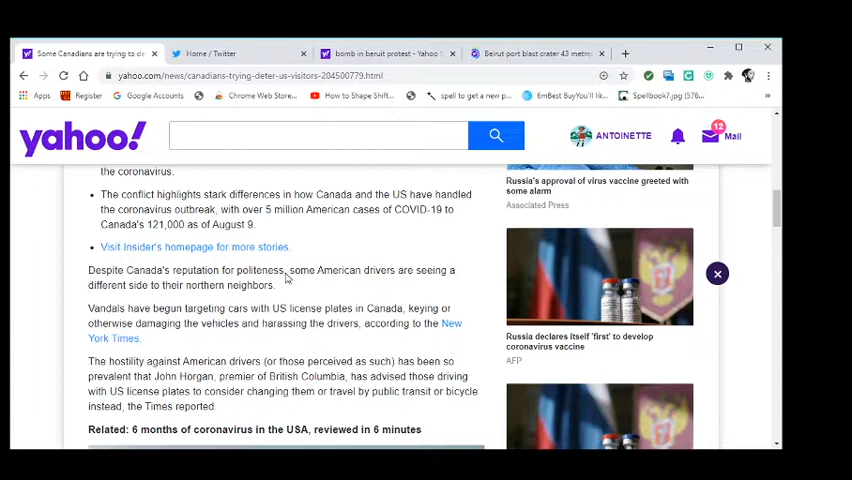 Some Canadians are trying to de
Home / Twitter
bomb in beruit protest - Yahoo S
Beirut port blast crater 43 metre
yahoo.com/news/canadians-trying-deter-us-visitors-204500779.html
Apps
Register
Google Accounts
Chrome Web Store...
How to Shape Shift...
spell to get a new p...
6mBest BuyYou'll lik...
Spellbook7.jpg (576...
»
yahoo!
ANTOINETTE
12
Mail
the coronavirus.
• The conflict highlights stark differences in how Canada and the US have handled
the coronavirus outbreak, with over 5 million American cases of COVID-19 to
Canada's 121,000 as of August 9.
• Visit Insider's homepage for more stories.
Despite Canada's reputation for politeness, some American drivers are seeing a
different side to their northern neighbors.
Vandals have begun targeting cars with US license plates in Canada, keying or
otherwise damaging the vehicles and harassing the drivers, according to the New
York Times.
The hostility against American drivers (or those perceived as such) has been so
prevalent that John Horgan, premier of British Columbia, has advised those driving
with US license plates to consider changing them or travel by public transit or bicycle
instead, the Times reported.
Related: 6 months of coronavirus in the USA, reviewed in 6 minutes
Russia's approval of virus vaccine greeted with
some alarm
Associated Press
Russia declares itself 'first' to develop
coronavirus vaccine
AFP